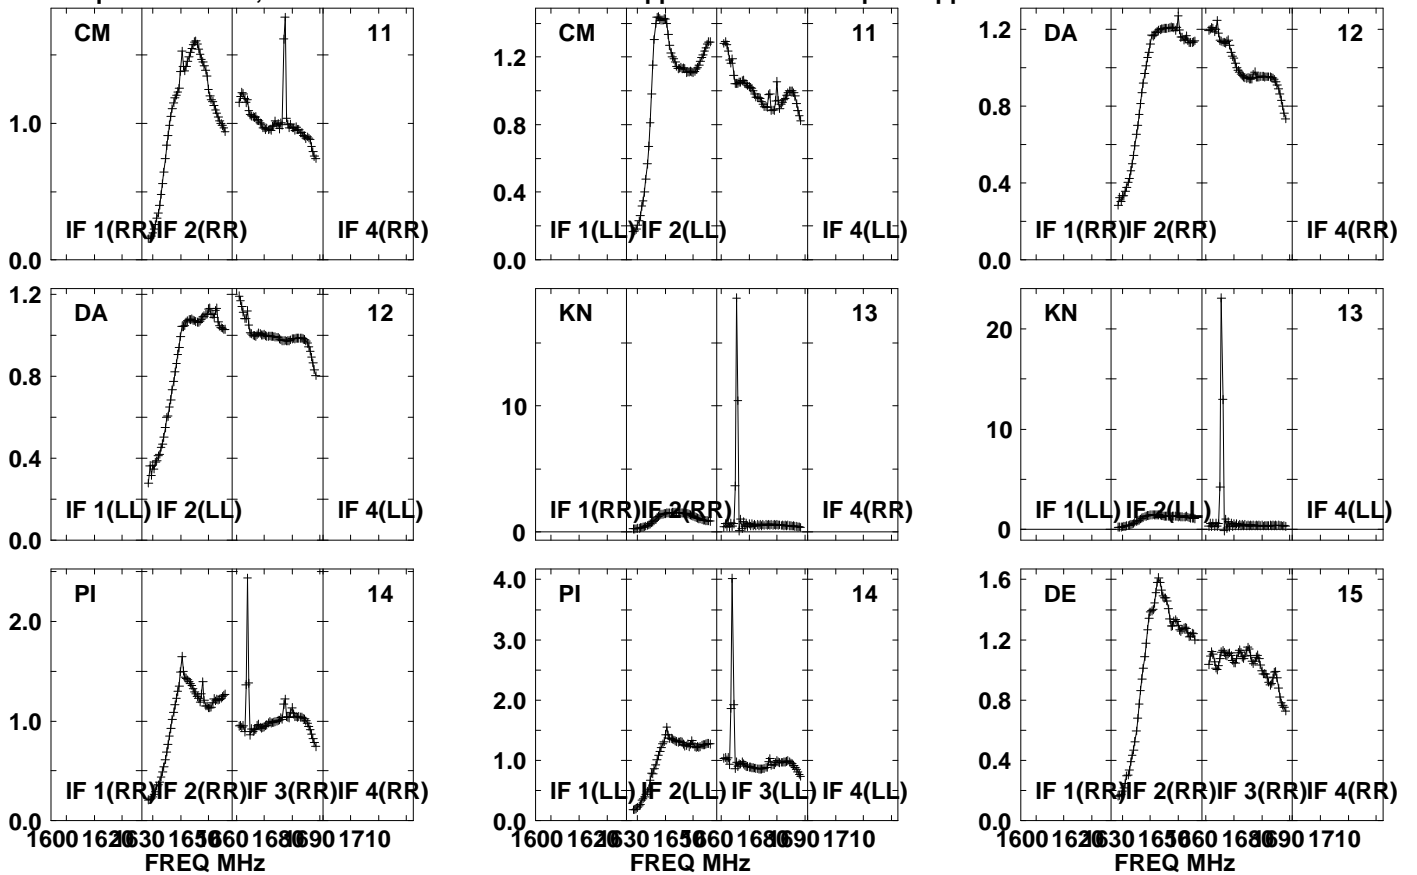 CM 11
1.0
0.0
IF 1(RR) IF 2(RR) IF 4(RR)
CM 11
1.2
0.8
0.4
0.0
IF 1(LL) IF 2(LL) IF 4(LL)
DA 12
1.2
0.8
0.4
0.0
IF 1(RR) IF 2(RR) IF 4(RR)
DA 12
1.2
0.8
0.4
0.0
IF 1(LL) IF 2(LL) IF 4(LL)
KN 13
10
0
IF 1(RR) IF 2(RR) IF 4(RR)
KN 13
20
10
0
IF 1(LL) IF 2(LL) IF 4(LL)
PI 14
2.0
1.0
0.0
IF 1(RR) IF 2(RR) IF 3(RR) IF 4(RR)
1600 1620 1630 1650 1660 1680 1690 1710
FREQ MHz
PI 14
4.0
3.0
2.0
1.0
0.0
IF 1(LL) IF 2(LL) IF 3(LL) IF 4(LL)
1600 1620 1630 1650 1660 1680 1690 1710
FREQ MHz
DE 15
1.6
1.2
0.8
0.4
0.0
IF 1(RR) IF 2(RR) IF 3(RR) IF 4(RR)
1600 1620 1630 1650 1660 1680 1690 1710
FREQ MHz